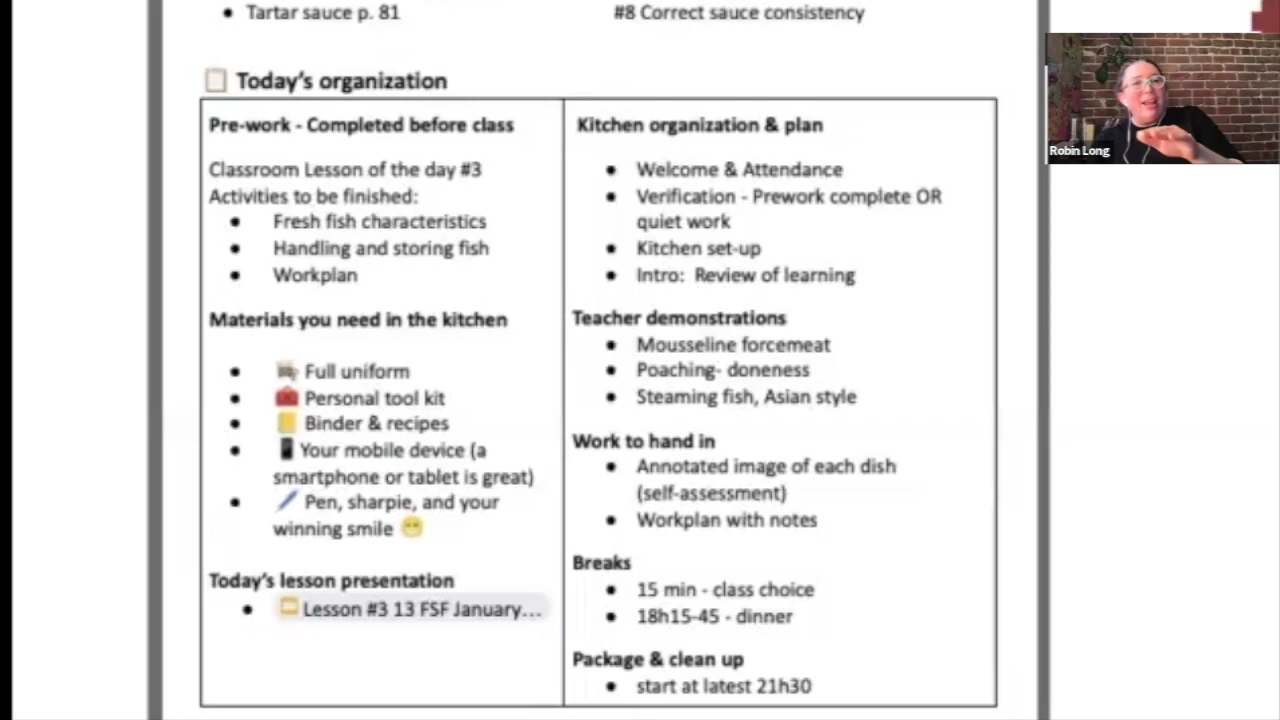 Tartar sauce p. 81
#8 Correct sauce consistency
Today's organization
Pre-work - Completed before class
Classroom Lesson of the day #3
Activities to be finished:
Fresh fish characteristics
Handling and storing fish
Workplan
Materials you need in the kitchen
Full uniform
Personal tool kit
Binder & recipes
Your mobile device (a
smartphone or tablet is great)
Pen, sharpie, and your
winning smile 😁
Today's lesson presentation
Lesson #3 13 FSF January...
Kitchen organization & plan
Welcome & Attendance
Verification - Prework complete OR
quiet work
Kitchen set-up
Intro: Review of learning
Teacher demonstrations
Mousseline forcemeat
Poaching- doneness
Steaming fish, Asian style
Work to hand in
Annotated image of each dish
(self-assessment)
Workplan with notes
Breaks
15 min - class choice
18h15-45 - dinner
Package & clean up
start at latest 21h30
Robin Long